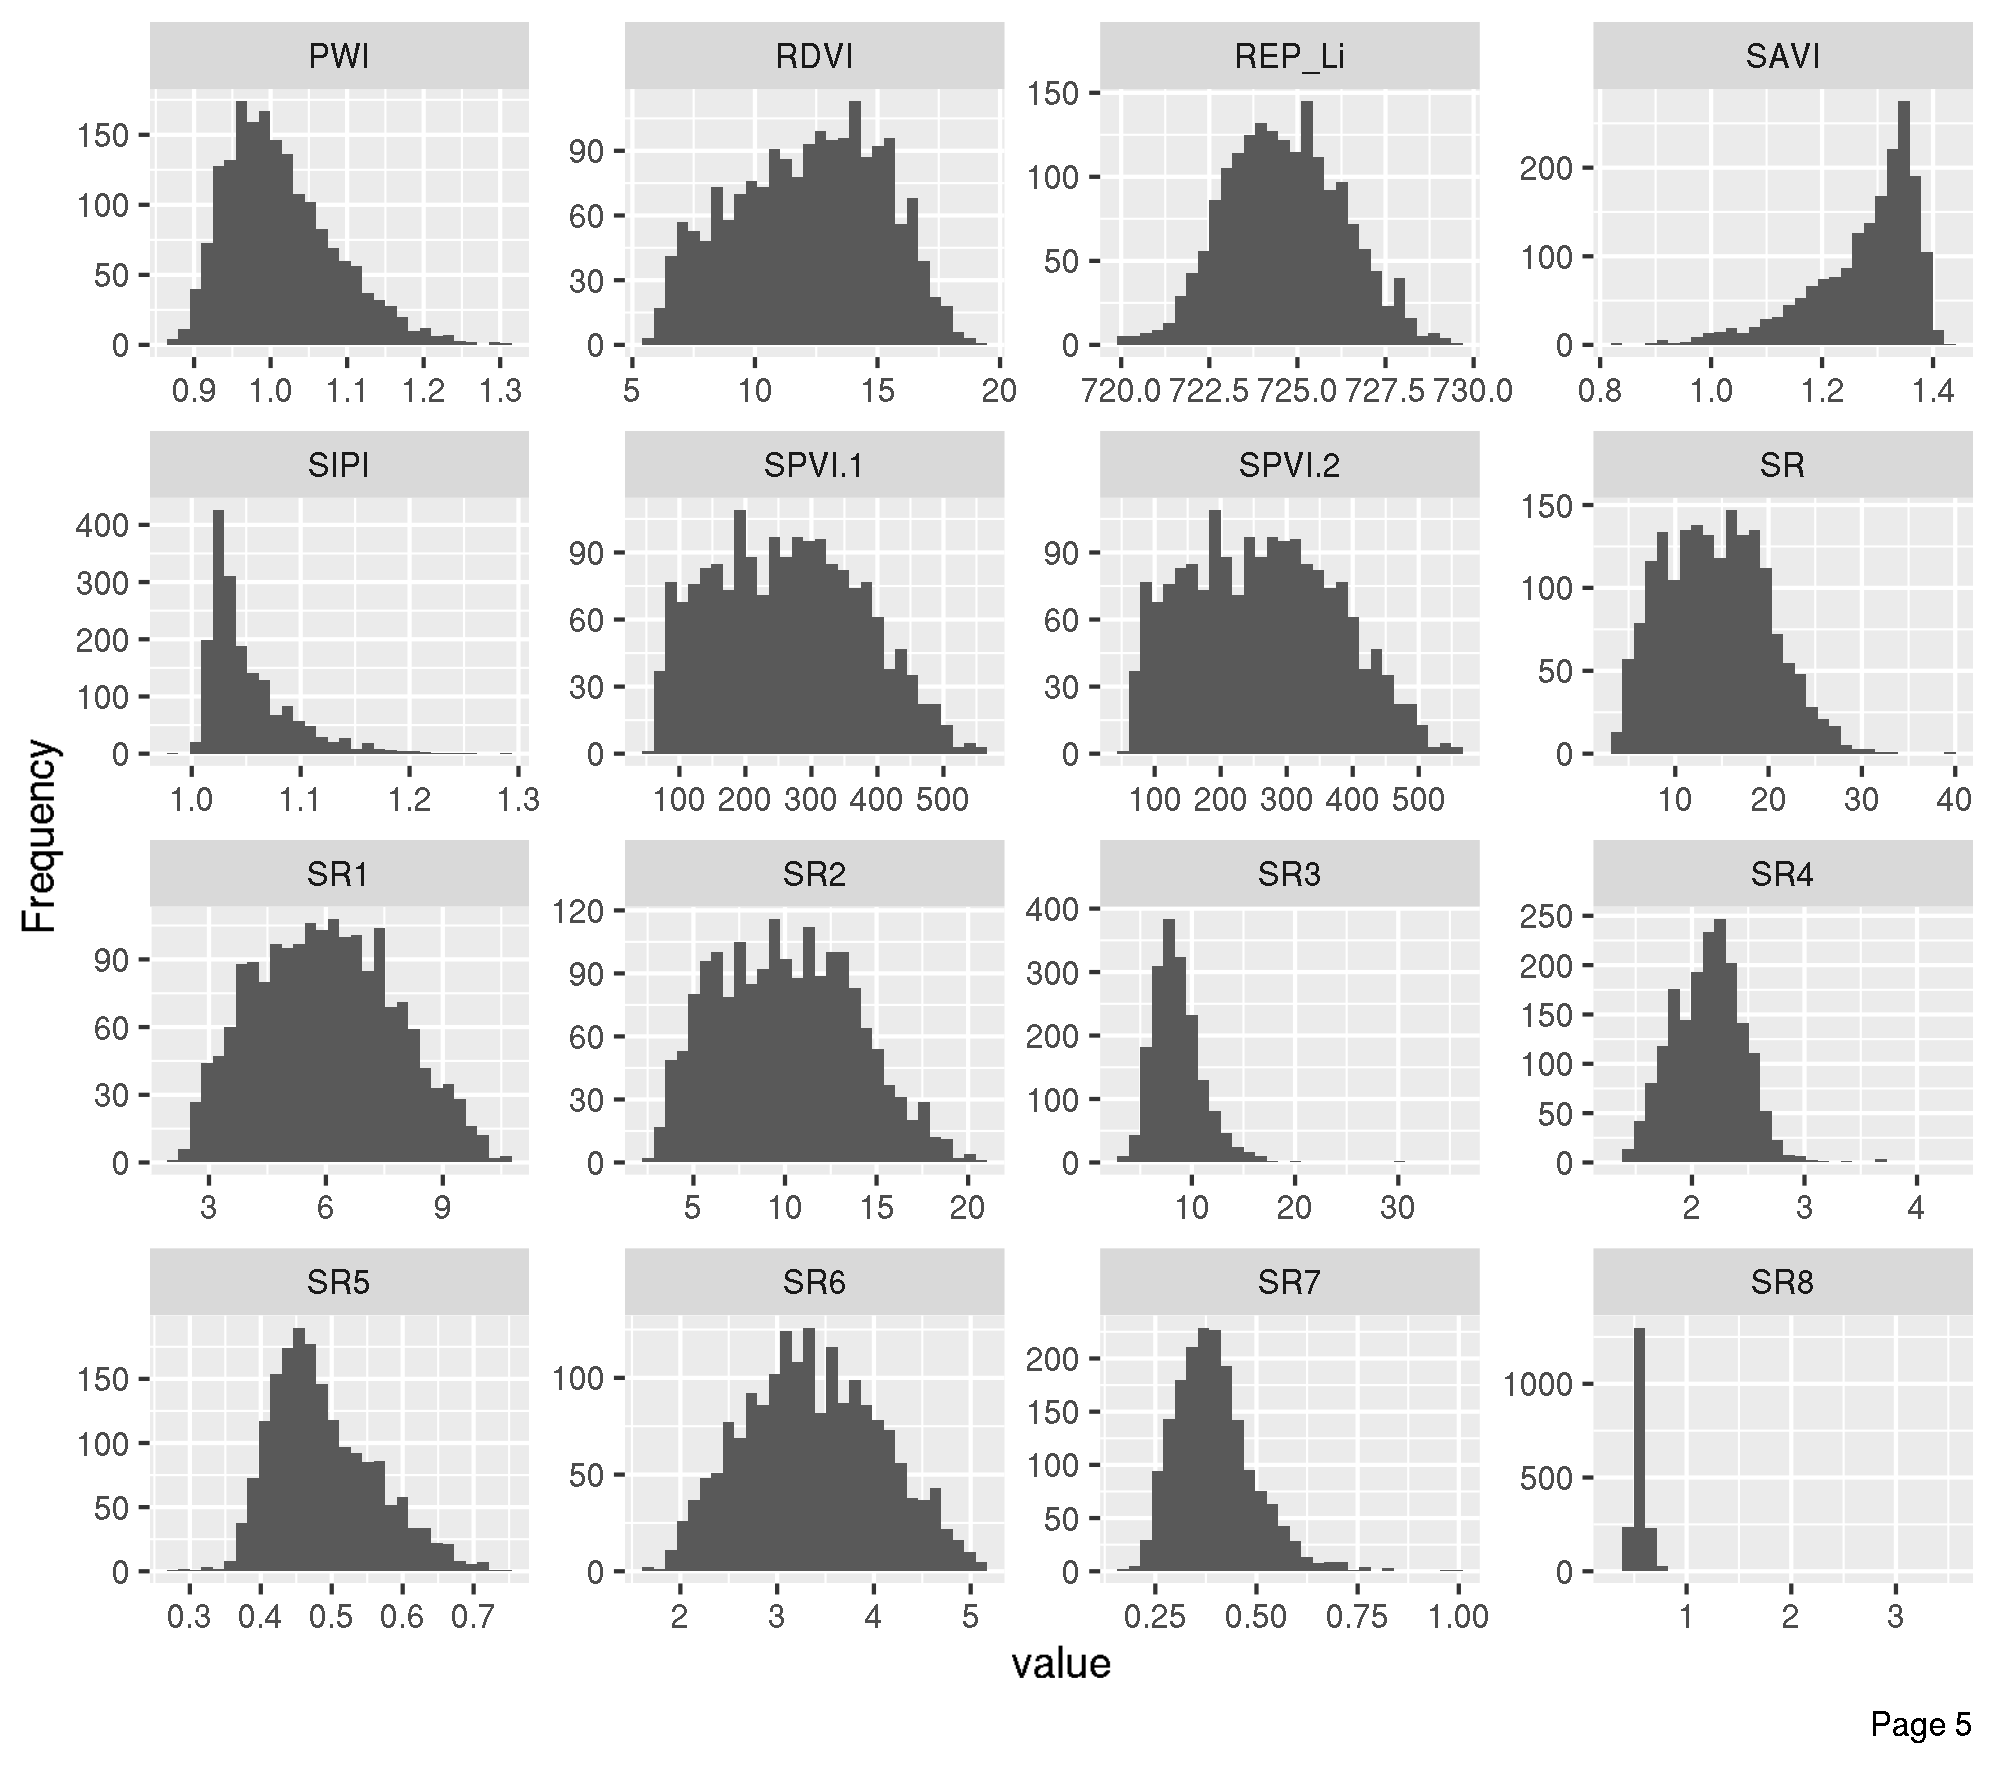 PWI RDVI REP_Li SAVI
150 100 50 0
90 60 30 0
150 100 50 0
200 100 0
0.9 1.0 1.1 1.2 1.3
5 10 15 20
720.0 722.5 725.0 727.5 730.0
0.8 1.0 1.2 1.4
SIPI SPVI.1 SPVI.2 SR
400 300 200 100 0
90 60 30 0
90 60 30 0
150 100 50 0
1.0 1.1 1.2 1.3
100 200 300 400 500
100 200 300 400 500
10 20 30 40
Frequency
SR1 SR2 SR3 SR4
90 60 30 0
120 90 60 30 0
400 300 200 100 0
250 200 150 100 50 0
3 6 9
5 10 15 20
10 20 30
2 3 4
SR5 SR6 SR7 SR8
150 100 50 0
100 50 0
200 150 100 50 0
1000 500 0
0.3 0.4 0.5 0.6 0.7
2 3 4 5
0.25 0.50 0.75 1.00
1 2 3
value
Page 5